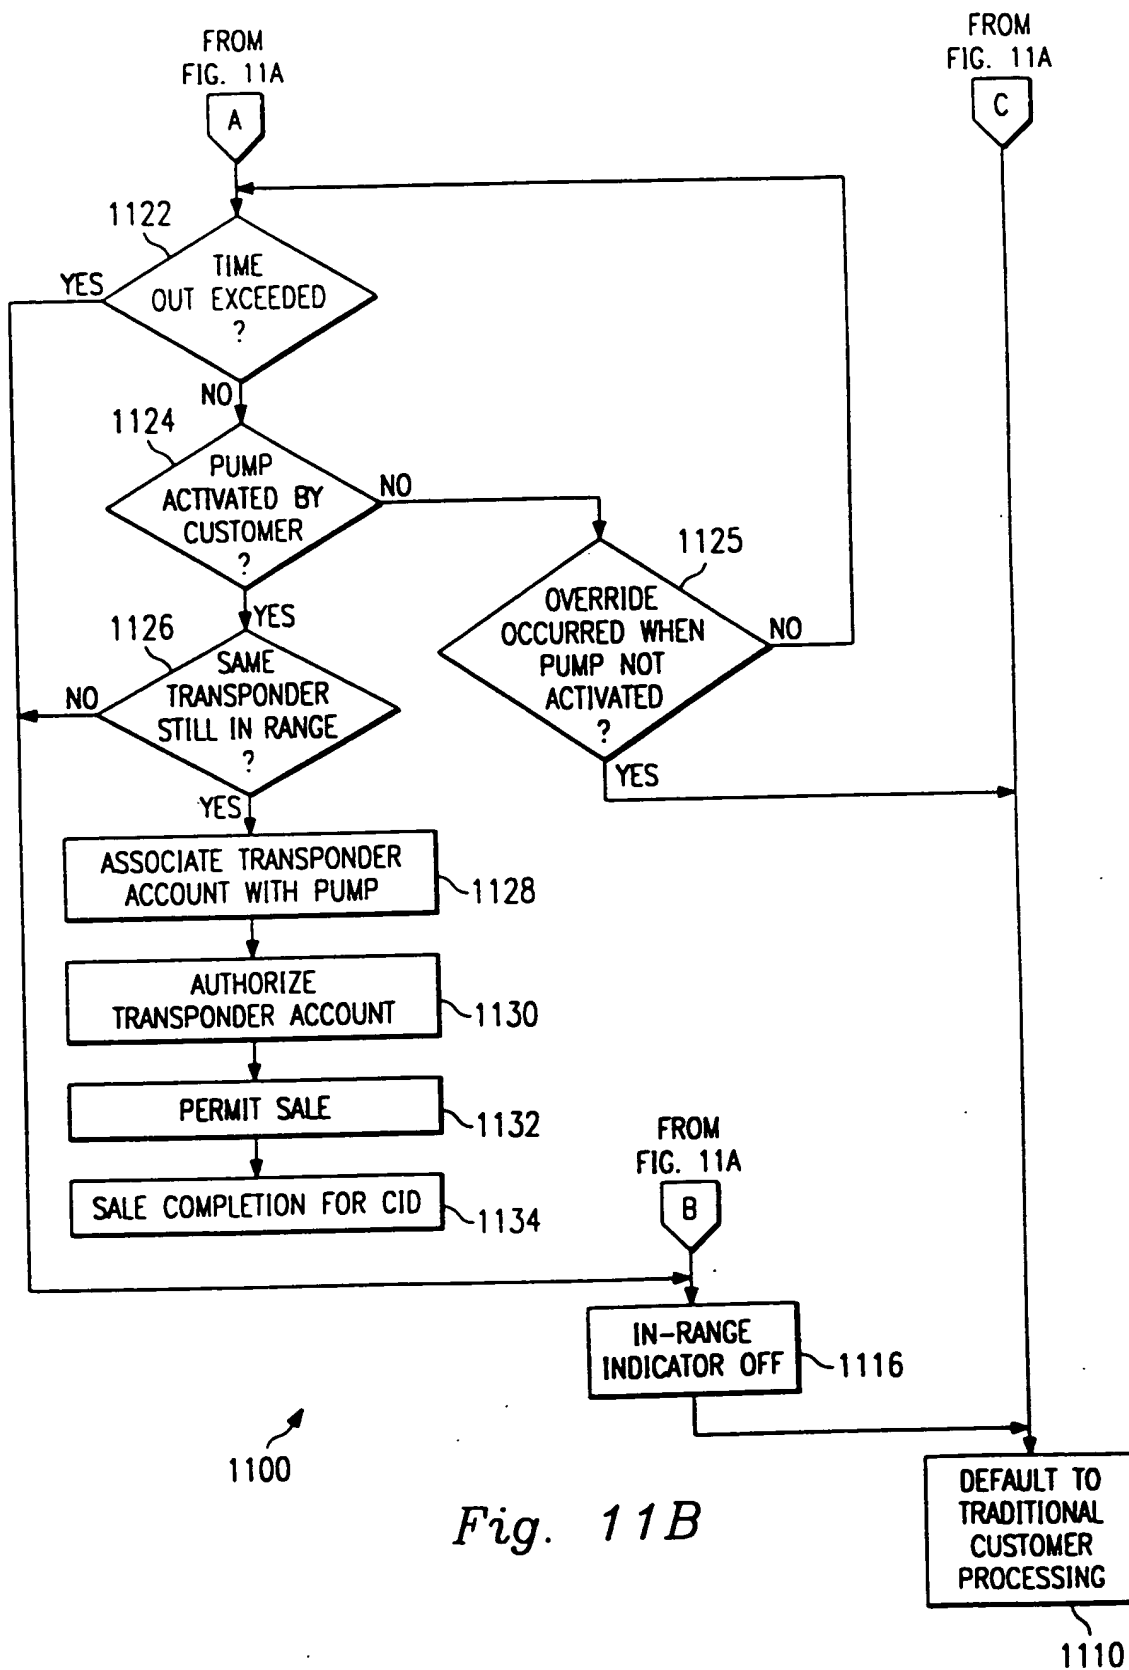 FROM
FIG. 11A
A
FROM
FIG. 11A
C
1122
TIME
OUT EXCEEDED
?
YES
NO
1124
PUMP
ACTIVATED BY
CUSTOMER
?
NO
YES
1125
OVERRIDE
OCCURRED WHEN
PUMP NOT
ACTIVATED
?
NO
YES
1126
SAME
TRANSPONDER
STILL IN RANGE
?
NO
YES
ASSOCIATE TRANSPONDER
ACCOUNT WITH PUMP
1128
AUTHORIZE
TRANSPONDER ACCOUNT
1130
PERMIT SALE
1132
SALE COMPLETION FOR CID
1134
FROM
FIG. 11A
B
IN-RANGE
INDICATOR OFF
1116
1100
DEFAULT TO
TRADITIONAL
CUSTOMER
PROCESSING
1110
Fig. 11B